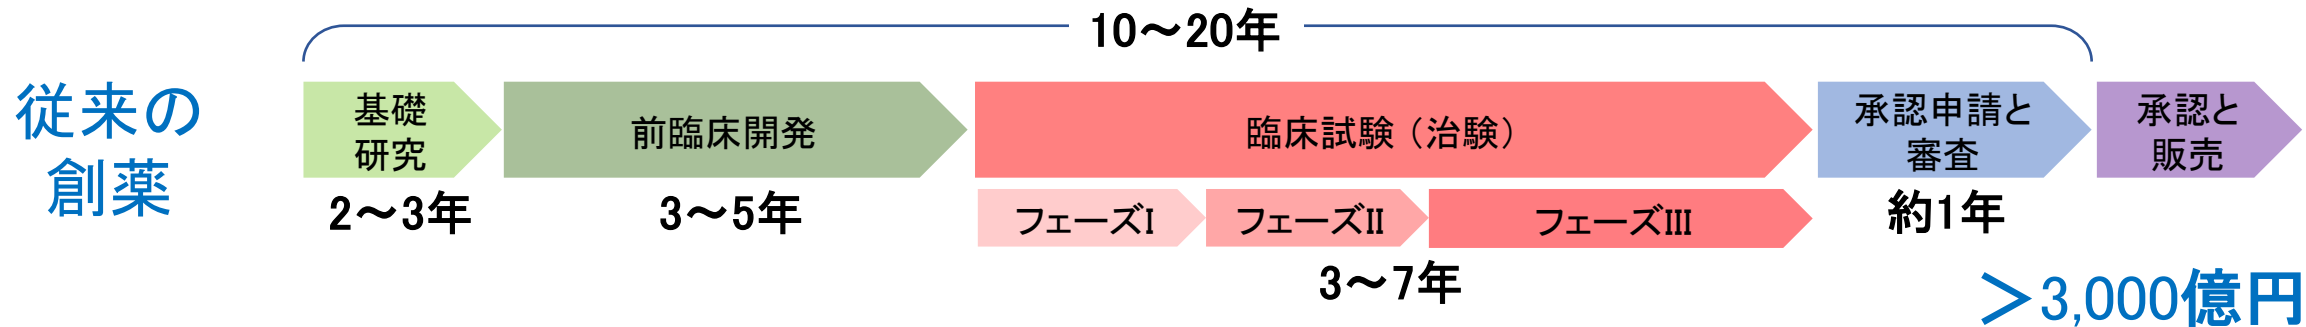 10～20年
従来の
創薬
基礎
研究
前臨床開発
臨床試験（治験）
承認申請と
審査
承認と
販売
2～3年
3～5年
フェーズI
フェーズII
フェーズIII
約1年
3～7年
＞3,000億円